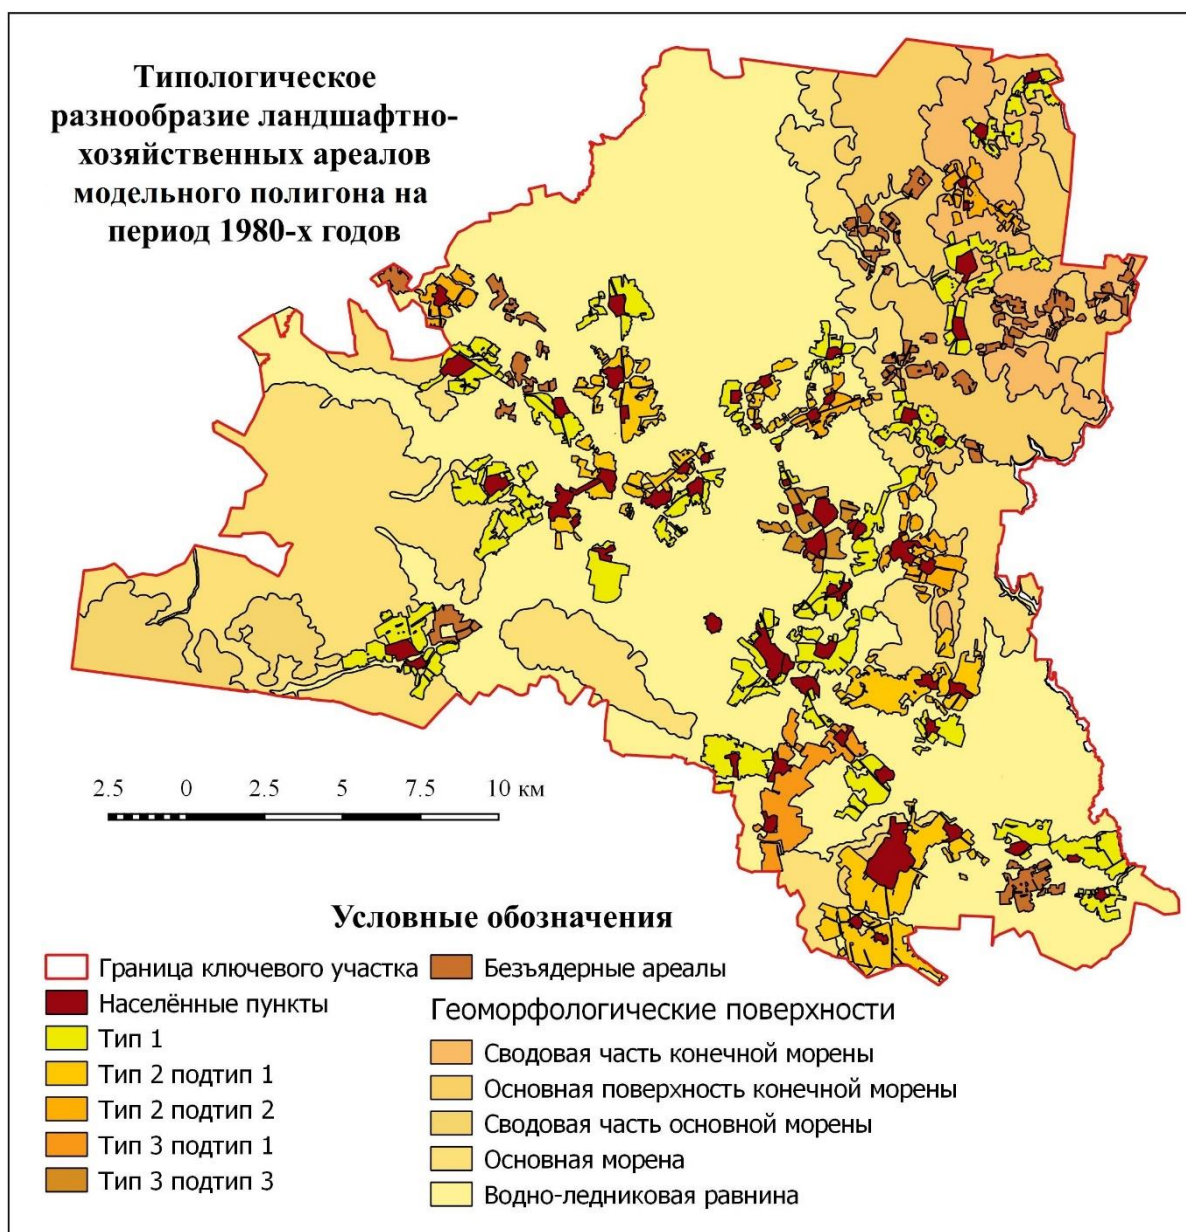 Типологическое
разнообразие ландшафтно-
хозяйственных ареалов
модельного полигона на
период 1980-х годов
2.5 0 2.5 5 7.5 10 км
Условные обозначения
Граница ключевого участка
Населённые пункты
Тип 1
Тип 2 подтип 1
Тип 2 подтип 2
Тип 3 подтип 1
Тип 3 подтип 3
Безъядерные ареалы
Геоморфологические поверхности
Сводовая часть конечной морены
Основная поверхность конечной морены
Сводовая часть основной морены
Основная морена
Водно-ледниковая равнина